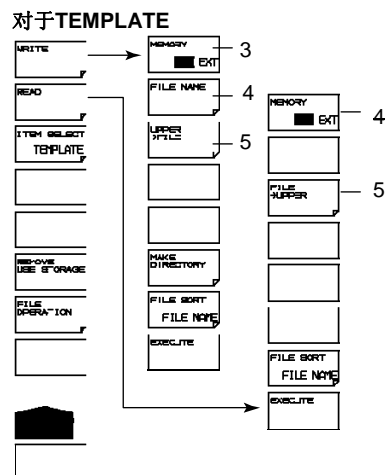 对于TEMPLATE
WRITE
READ
ITEM SELECT
TEMPLATE
REMOVE
USB STORAGE
FILE
OPERATION
MEMORY
EXT
3
FILE NAME
4
UPPER
→FILE
5
MAKE
DIRECTORY
FILE SORT
FILE NAME
EXECUTE
MEMORY
EXT
4
FILE
→UPPER
5
FILE SORT
FILE NAME
EXECUTE